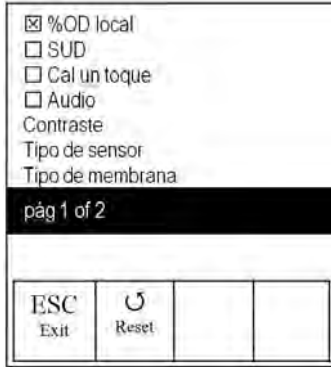 ☒ %OD local
☐ SUD
☐ Cal un toque
☐ Audio
Contraste
Tipo de sensor
Tipo de membrana
pág 1 of 2
ESC
Exit
↺
Reset